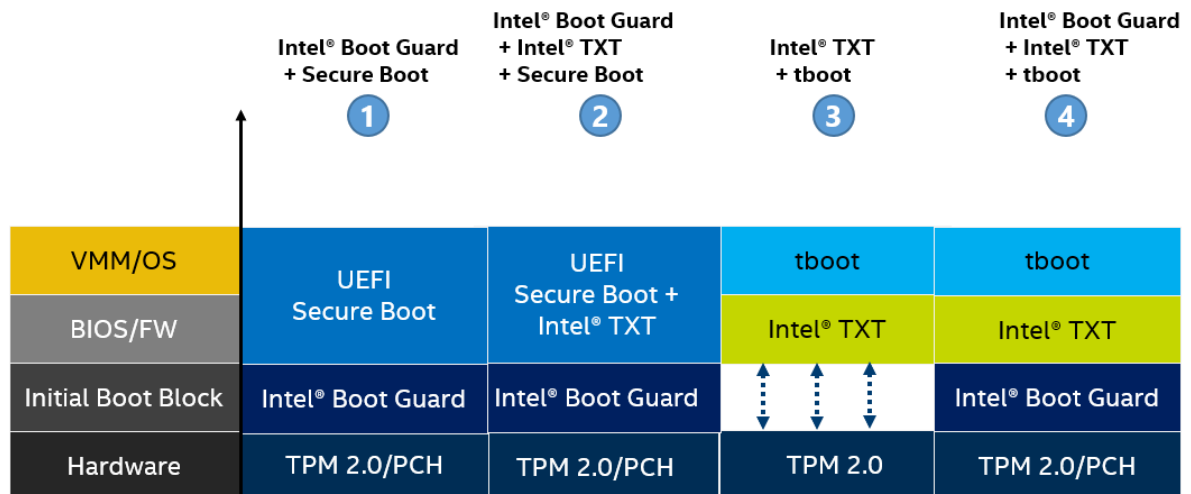 Intel® Boot Guard
+ Secure Boot
1
Intel® Boot Guard
+ Intel® TXT
+ Secure Boot
2
Intel® TXT
+ tboot
3
Intel® Boot Guard
+ Intel® TXT
+ tboot
4
VMM/OS
BIOS/FW
Initial Boot Block
Hardware
UEFI
Secure Boot
Intel® Boot Guard
TPM 2.0/PCH
UEFI
Secure Boot +
Intel® TXT
Intel® Boot Guard
TPM 2.0/PCH
tboot
Intel® TXT
TPM 2.0
tboot
Intel® TXT
Intel® Boot Guard
TPM 2.0/PCH